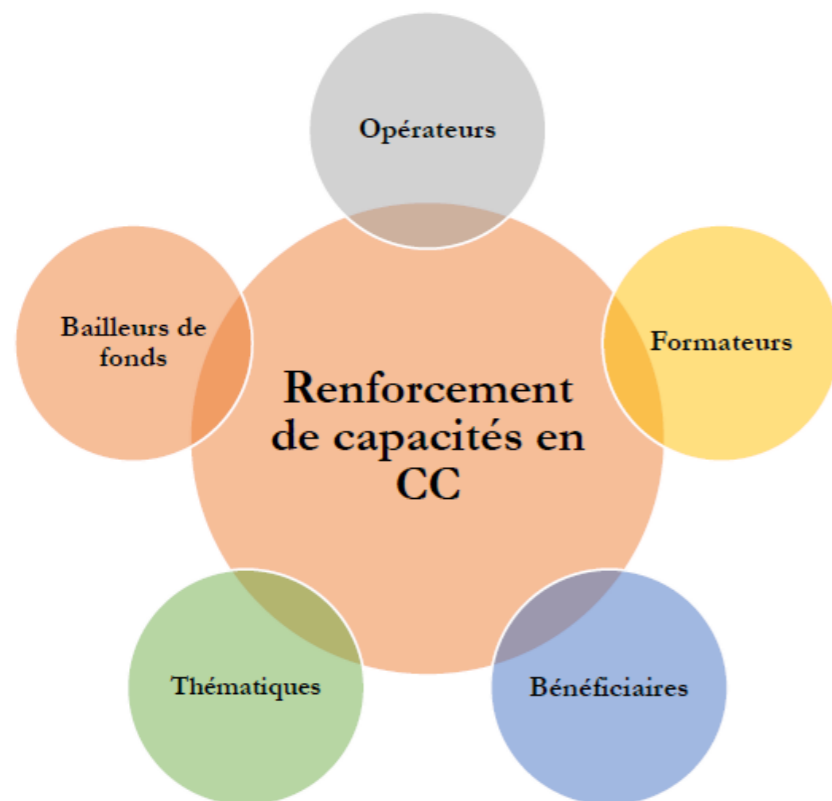 Opérateurs
Bailleurs de
fonds
Formateurs
Renforcement
de capacités en
CC
Thématiques
Bénéficiaires